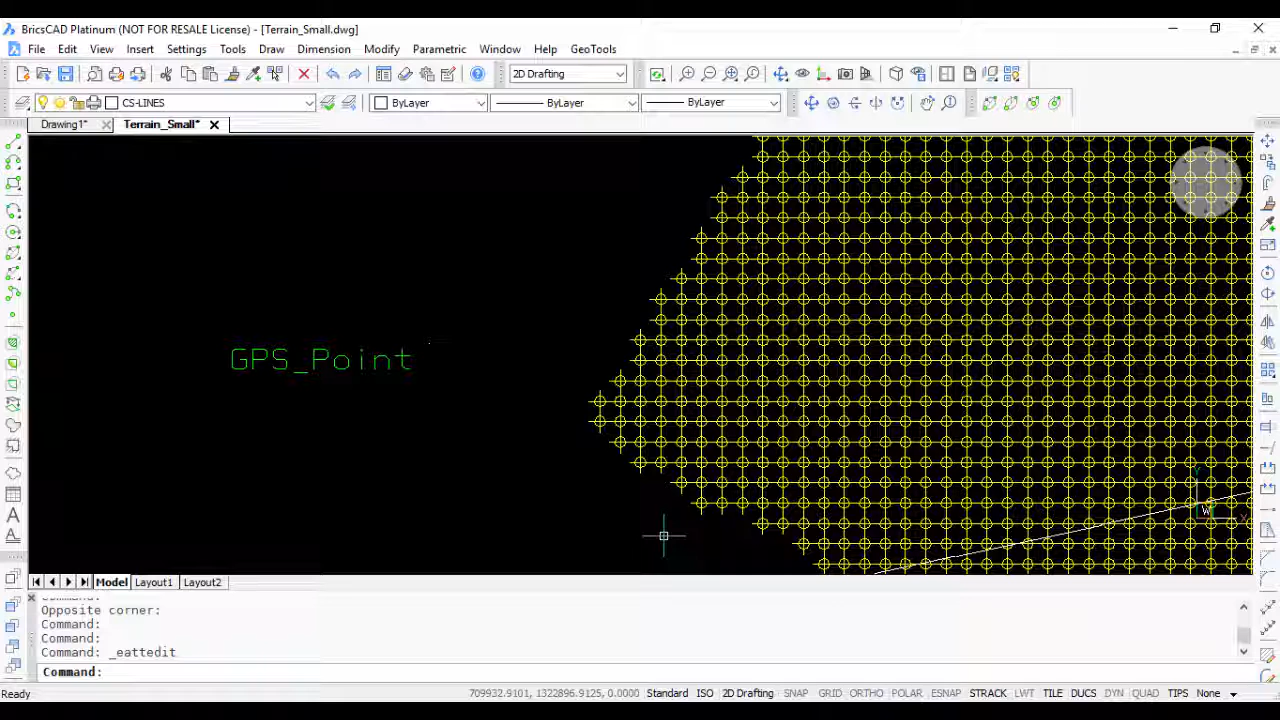 BricsCAD Platinum (NOT FOR RESALE License) - [Terrain_Small.dwg]
File Edit View Insert Settings Tools Draw Dimension Modify Parametric Window Help GeoTools
2D Drafting
CS-LINES ByLayer ByLayer ByLayer
Drawing1* Terrain_Small*
GPS_Point
Y
W X
Model Layout1 Layout2
Command:
Opposite corner:
Command:
Command:
Command: _eattedit
Command:
Ready 709932.9101, 1322896.9125, 0.0000 Standard ISO 2D Drafting SNAP GRID ORTHO POLAR ESNAP STRACK LWT TILE DUCS DYN QUAD TIPS None